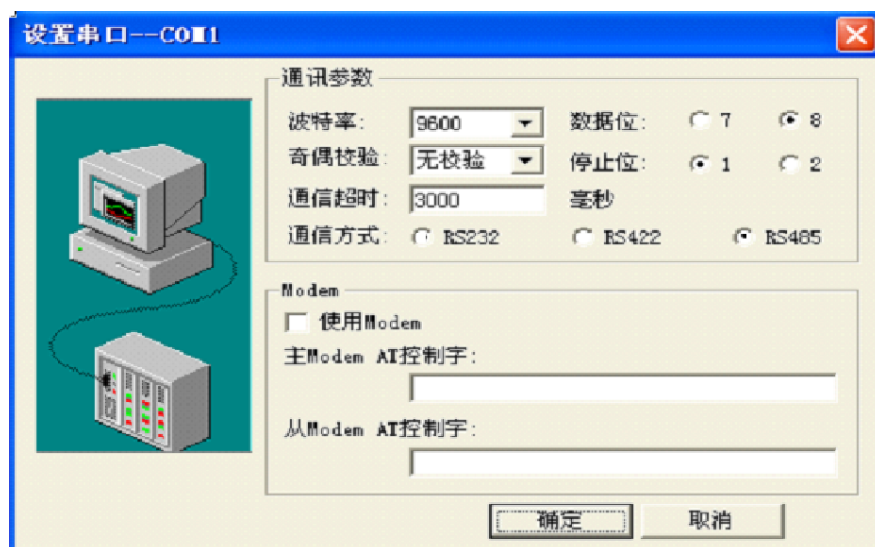 设置串口--COM1
通讯参数
波特率: 9600 数据位: 7 8
奇偶校验: 无校验 停止位: 1 2
通信超时: 3000 毫秒
通信方式: RS232 RS422 RS485
Modem
使用Modem
主Modem AT控制字:
从Modem AT控制字:
确定 取消